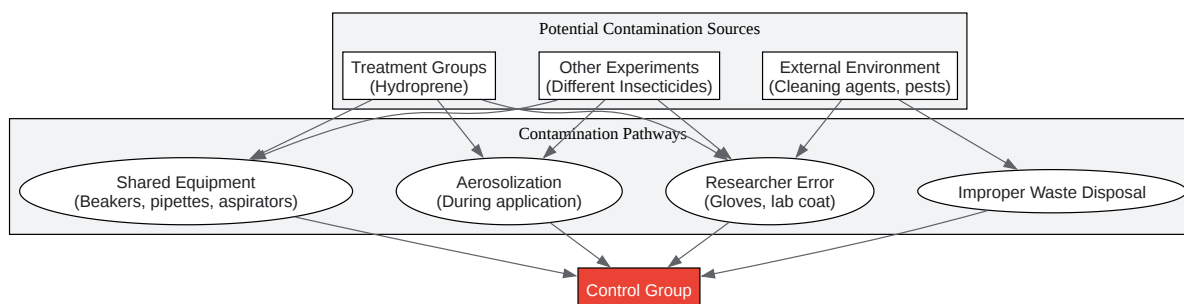 Potential Contamination Sources
Treatment Groups
(Hydroprene)
Other Experiments
(Different Insecticides)
External Environment
(Cleaning agents, pests)
Contamination Pathways
Shared Equipment
(Beakers, pipettes, aspirators)
Aerosolization
(During application)
Researcher Error
(Gloves, lab coat)
Improper Waste Disposal
Control Group